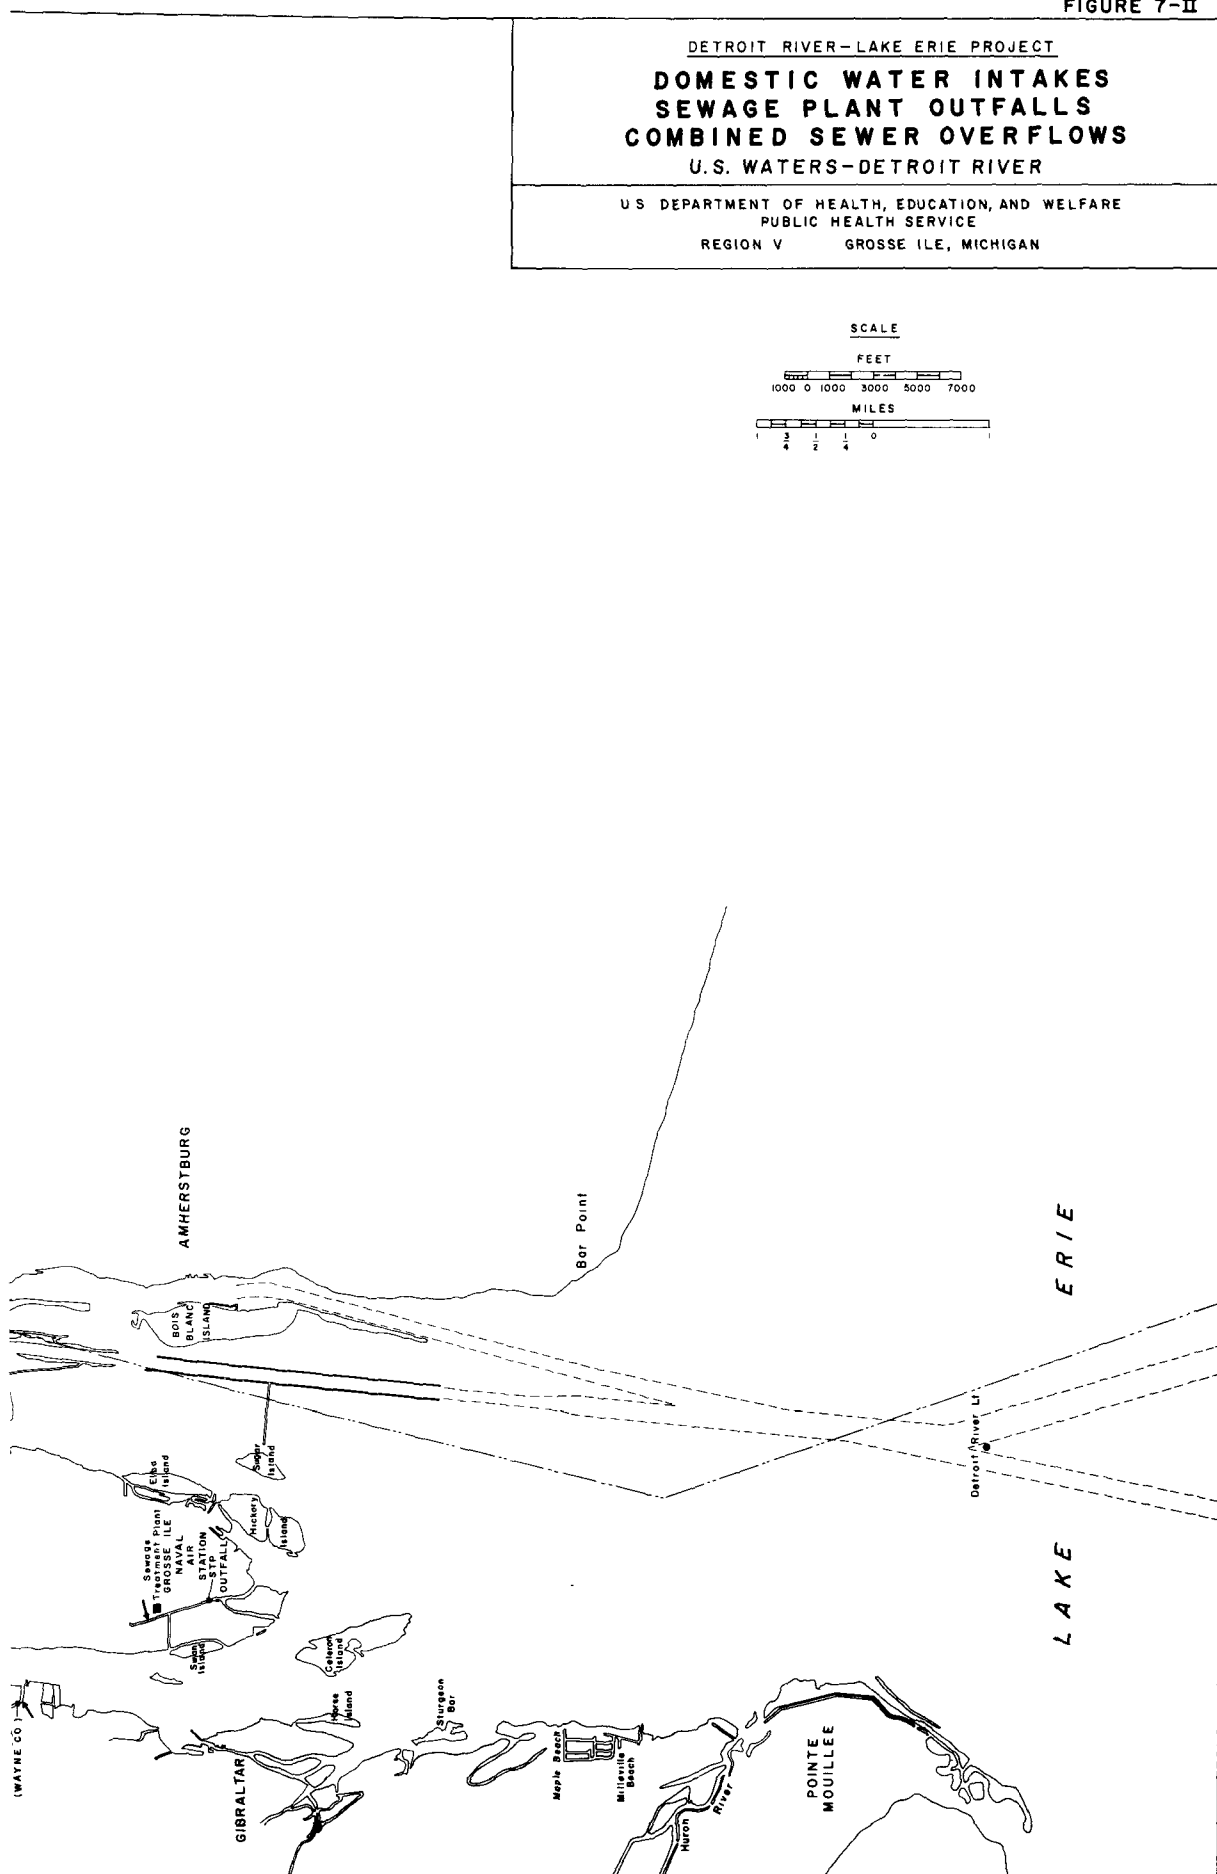 FIGURE 7-II
DETROIT RIVER-LAKE ERIE PROJECT
DOMESTIC WATER INTAKES
SEWAGE PLANT OUTFALLS
COMBINED SEWER OVERFLOWS
U.S. WATERS-DETROIT RIVER
U S DEPARTMENT OF HEALTH, EDUCATION, AND WELFARE
PUBLIC HEALTH SERVICE
REGION V GROSSE ILE, MICHIGAN
SCALE
FEET
1000 0 1000 3000 5000 7000
MILES
1 3/4 1/2 1/4 0 1
AMHERSTBURG
Bar Point
BOIS
BLANC
ISLAND
LAKE ERIE
Detroit River Lt
Sugar
Island
Elba
Island
Hickory
Island
Sewage
Treatment Plant
GROSSE ILE
NAVAL
AIR
STATION
STP
OUTFALL
Swan
Island
Celeron
Island
Horse
Island
Sturgeon
Bar
(WAYNE CO.)
GIBRALTAR
Maple Beach
Milleville
Beach
Huron River
POINTE
MOUILLEE